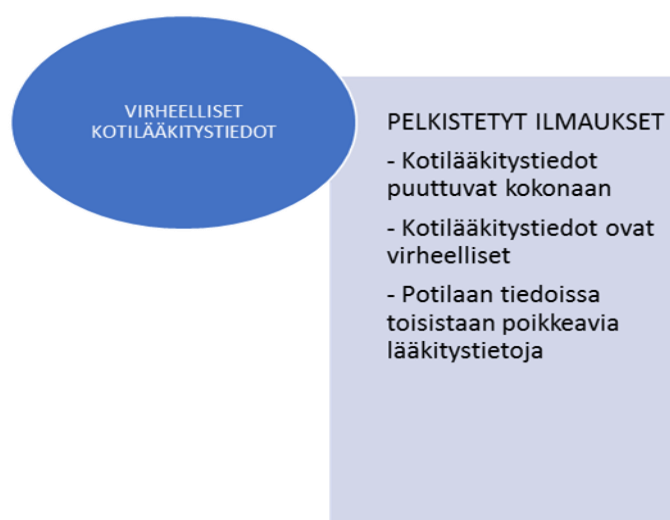 VIRHEELLISET
KOTILÄÄKITYSTIEDOT
PELKISTETYT ILMAUKSET
- Kotilääkitystiedot
puuttuvat kokonaan
- Kotilääkitystiedot ovat
virheelliset
- Potilaan tiedoissa
toisistaan poikkeavia
lääkitystietoja